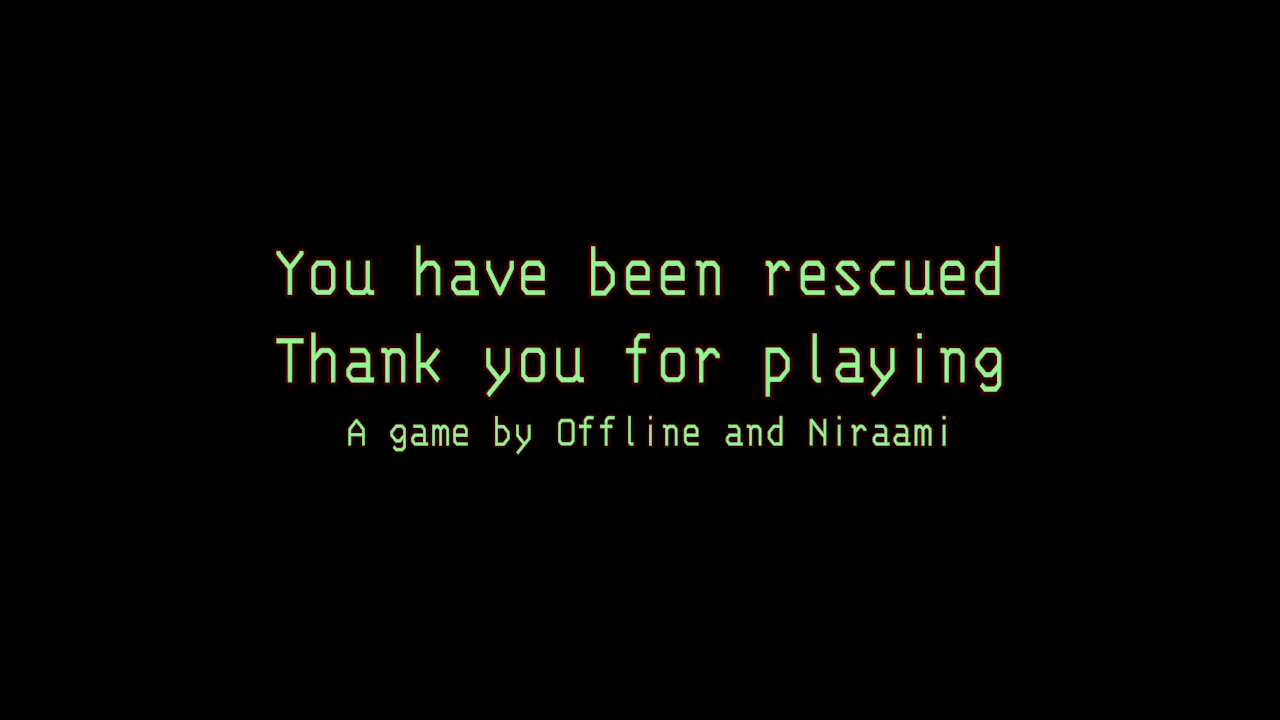 You have been rescued
Thank you for playing
A game by Offline and Niraami